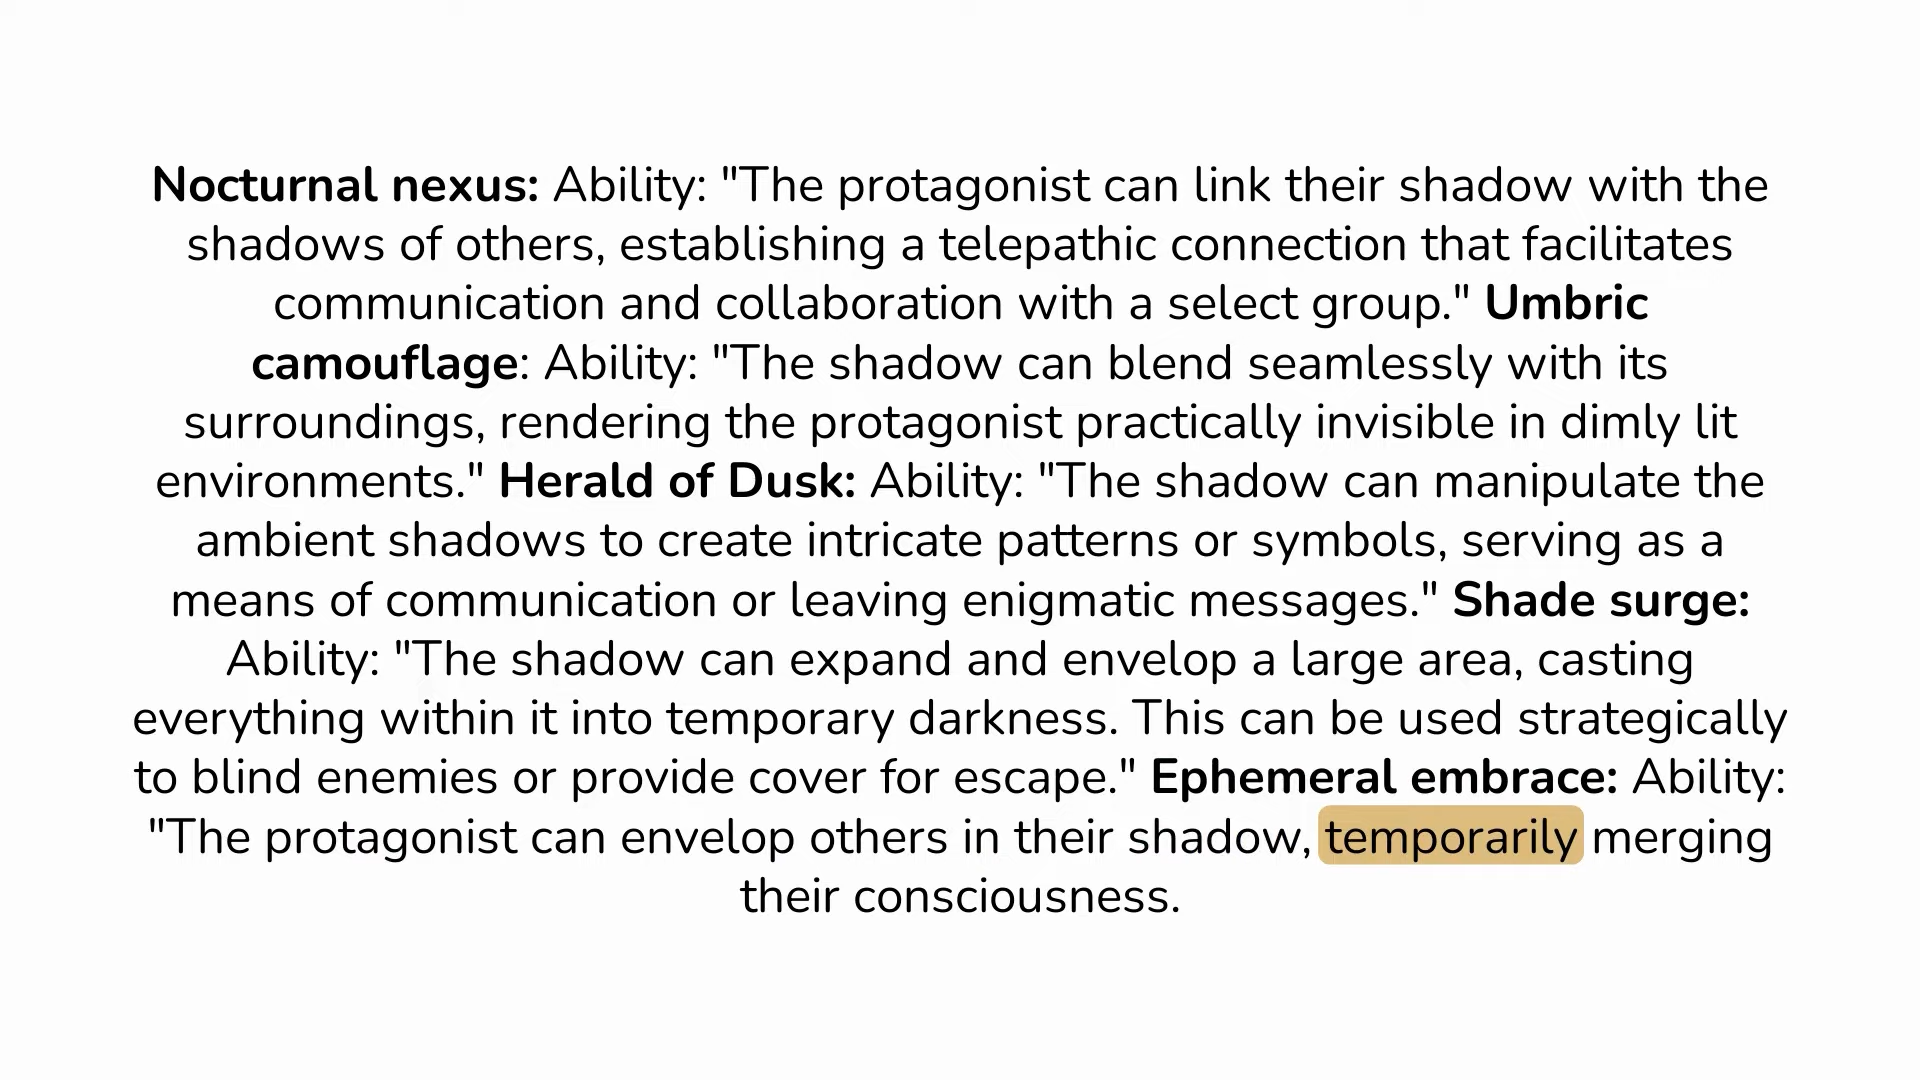 Nocturnal nexus: Ability: "The protagonist can link their shadow with the
shadows of others, establishing a telepathic connection that facilitates
communication and collaboration with a select group." Umbric
camouflage: Ability: "The shadow can blend seamlessly with its
surroundings, rendering the protagonist practically invisible in dimly lit
environments." Herald of Dusk: Ability: "The shadow can manipulate the
ambient shadows to create intricate patterns or symbols, serving as a
means of communication or leaving enigmatic messages." Shade surge:
Ability: "The shadow can expand and envelop a large area, casting
everything within it into temporary darkness. This can be used strategically
to blind enemies or provide cover for escape." Ephemeral embrace: Ability:
"The protagonist can envelop others in their shadow, temporarily merging
their consciousness.